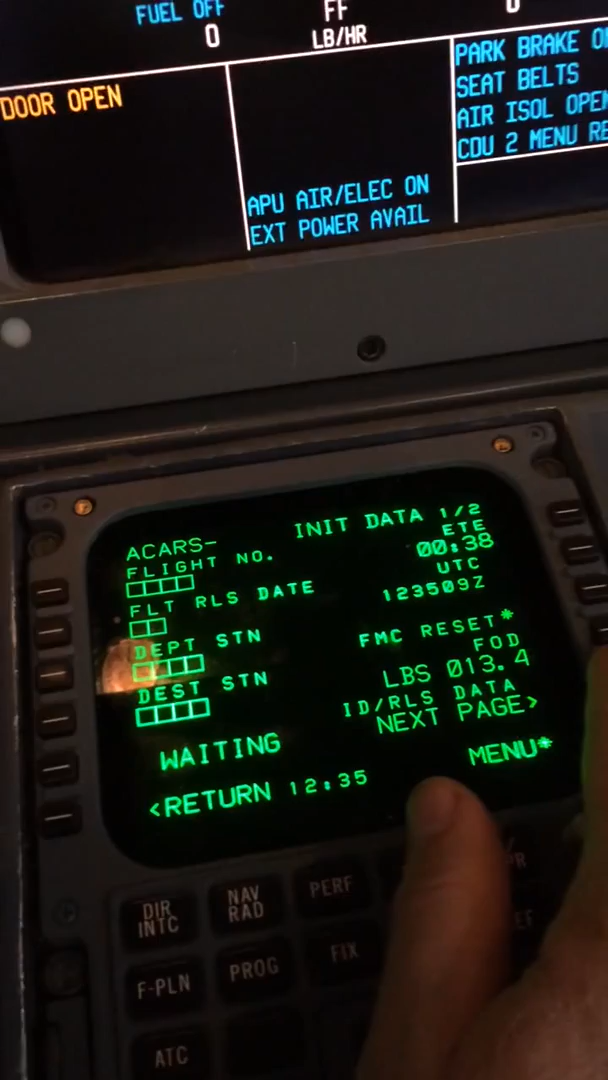 FUEL OFF
0
FF
LB/HR
0
DOOR OPEN
PARK BRAKE
SEAT BELTS
AIR ISOL
CDU 2 MENU
APU AIR/ELEC ON
EXT POWER AVAIL
ACARS-
INIT DATA 1/2
FLIGHT NO.
ETE
00:38
FLT RLS DATE
UTC
123509Z
DEPT STN
FMC RESET*
FOD
DEST STN
LBS 013.4
ID/RLS DATA
NEXT PAGE>
WAITING
MENU*
<RETURN 12:35
DIR
INTC
NAV
RAD
PERF
F-PLN
PROG
FIX
ATC